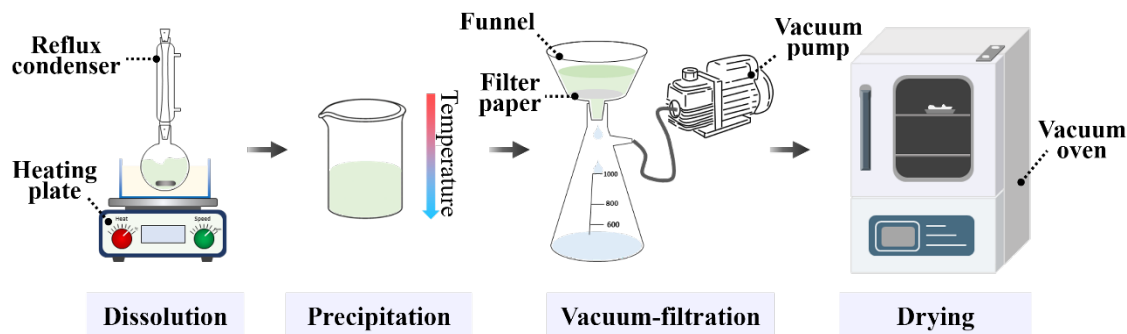 Reflux
condenser
Heating
plate
Heat
Speed
Temperature
Funnel
Filter
paper
1000
800
600
Vacuum
pump
Vacuum
oven
Dissolution
Precipitation
Vacuum-filtration
Drying